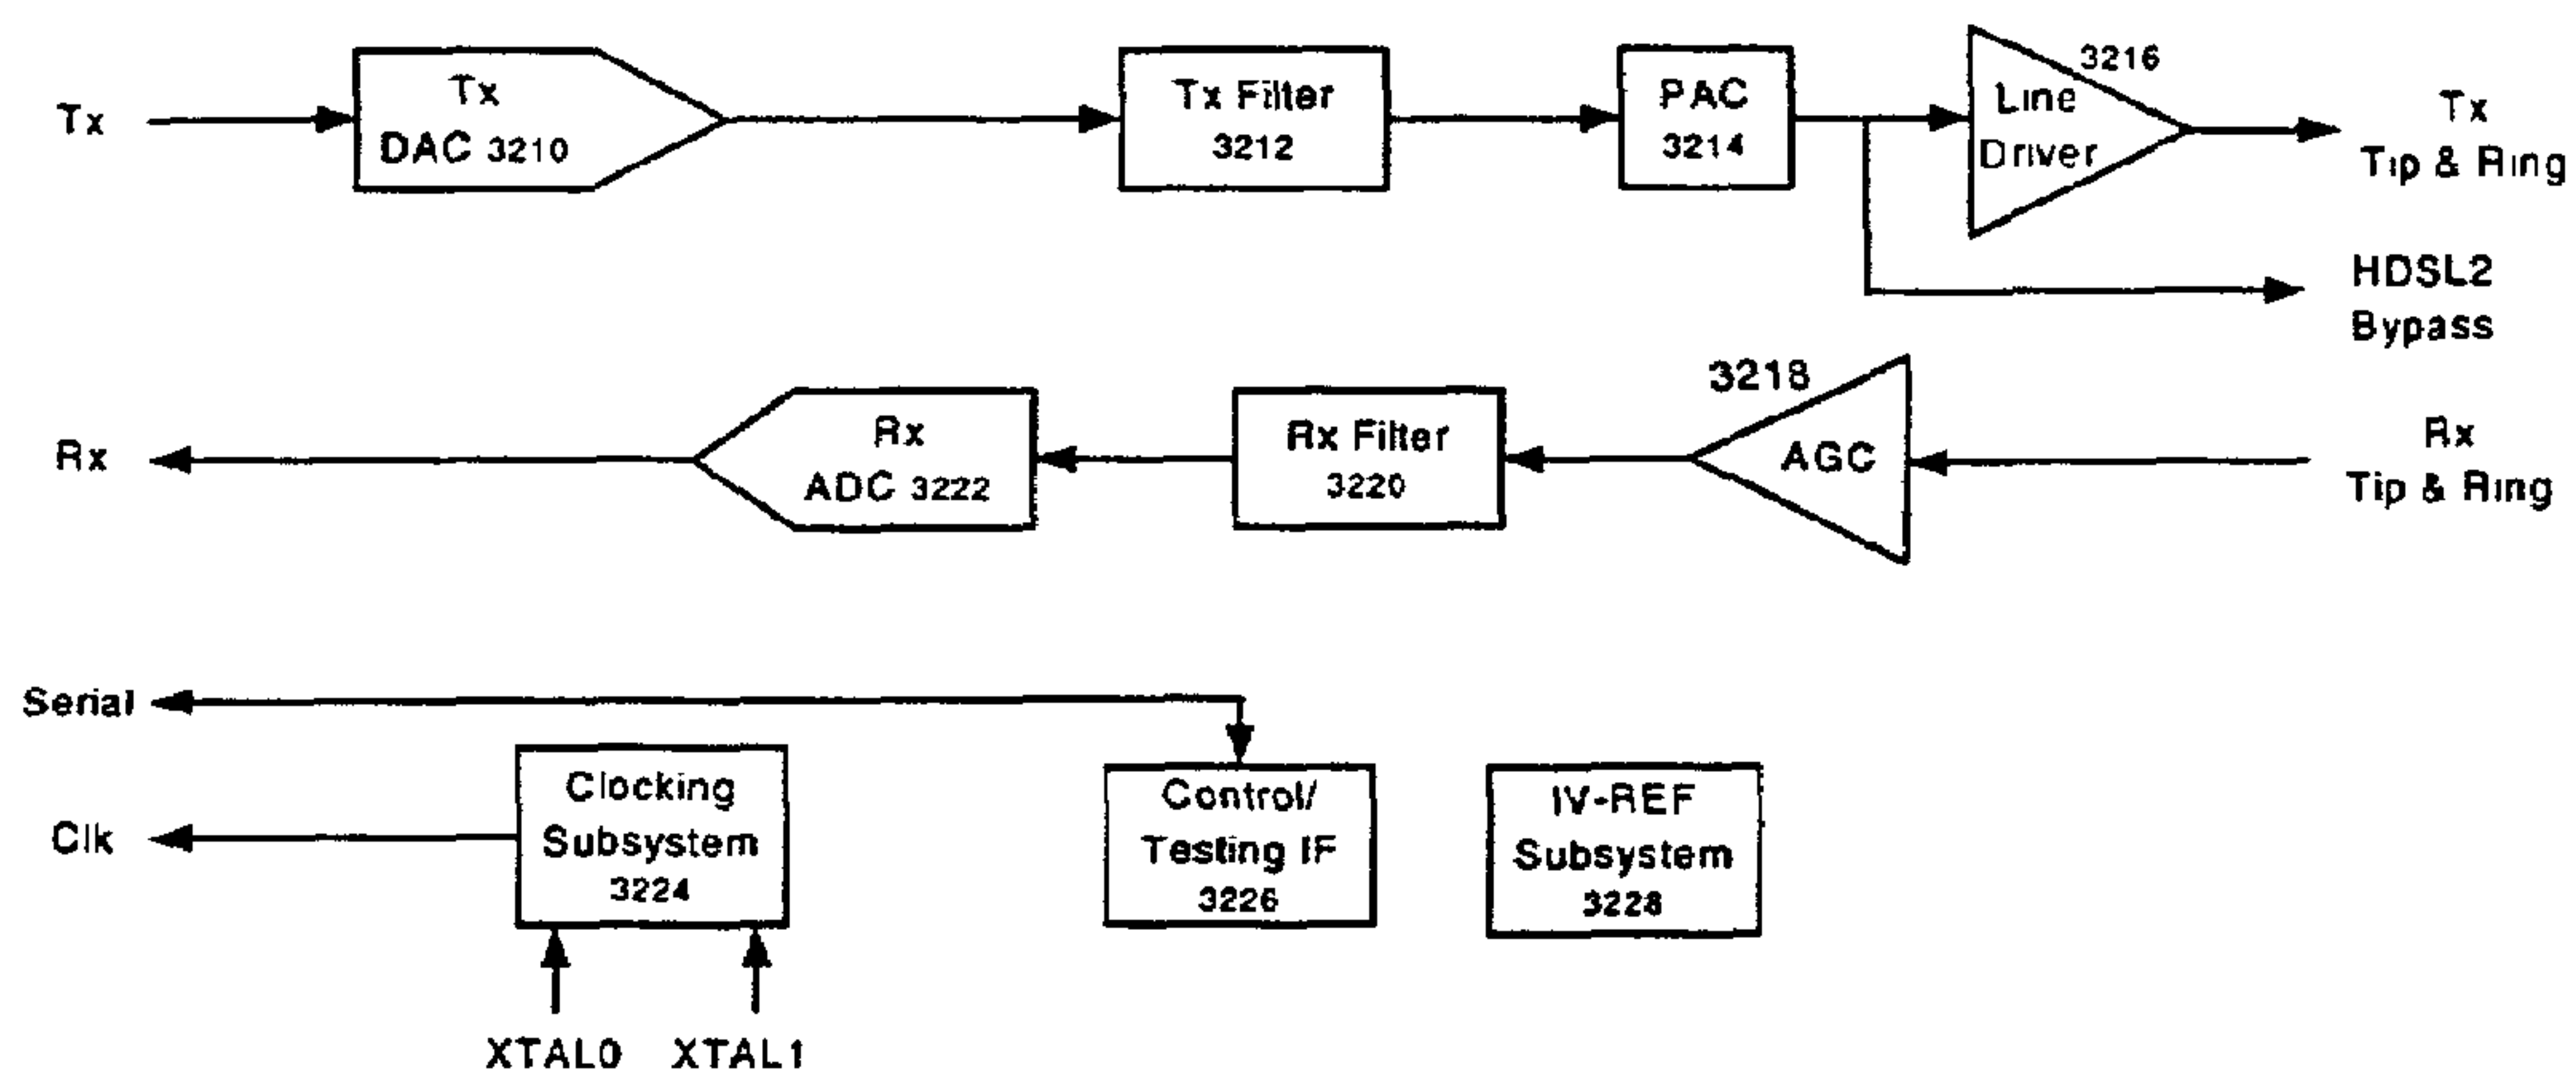 Tx
Tx
DAC 3210
Tx Filter
3212
PAC
3214
3216
Line
Driver
Tx
Tip & Ring
HDSL2
Bypass
Rx
Rx
ADC 3222
Rx Filter
3220
3218
AGC
Rx
Tip & Ring
Serial
Clk
Clocking
Subsystem
3224
Control/
Testing IF
3226
IV-REF
Subsystem
3228
XTAL0
XTAL1